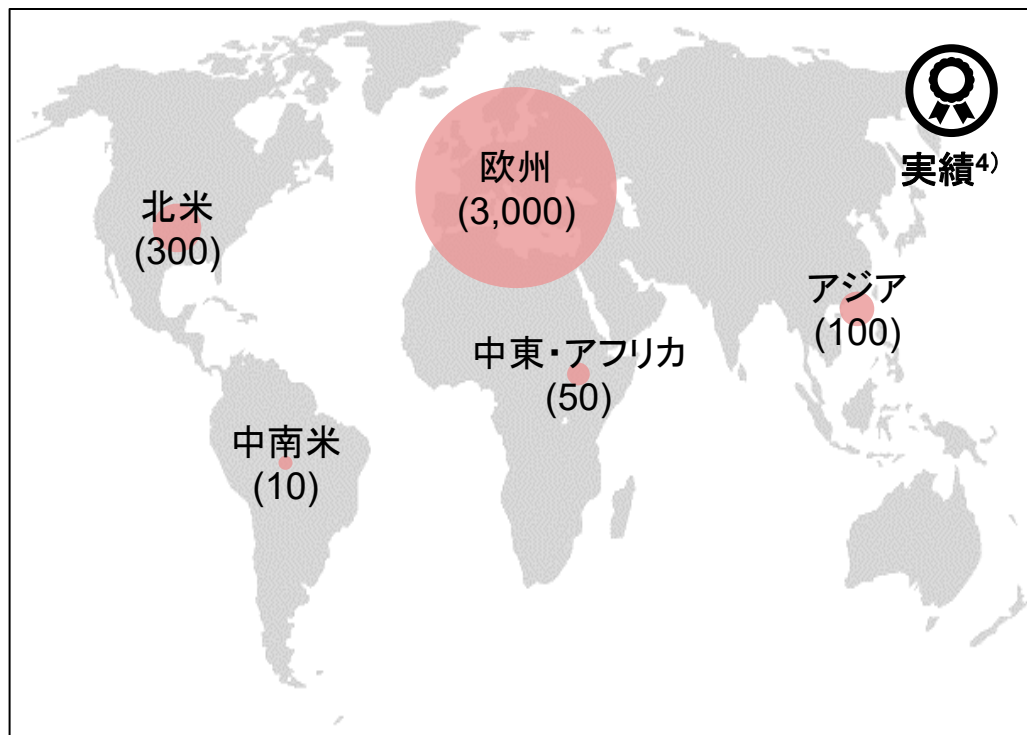 実績4)
欧州
(3,000)
北米
(300)
アジア
(100)
中東・アフリカ
(50)
中南米
(10)